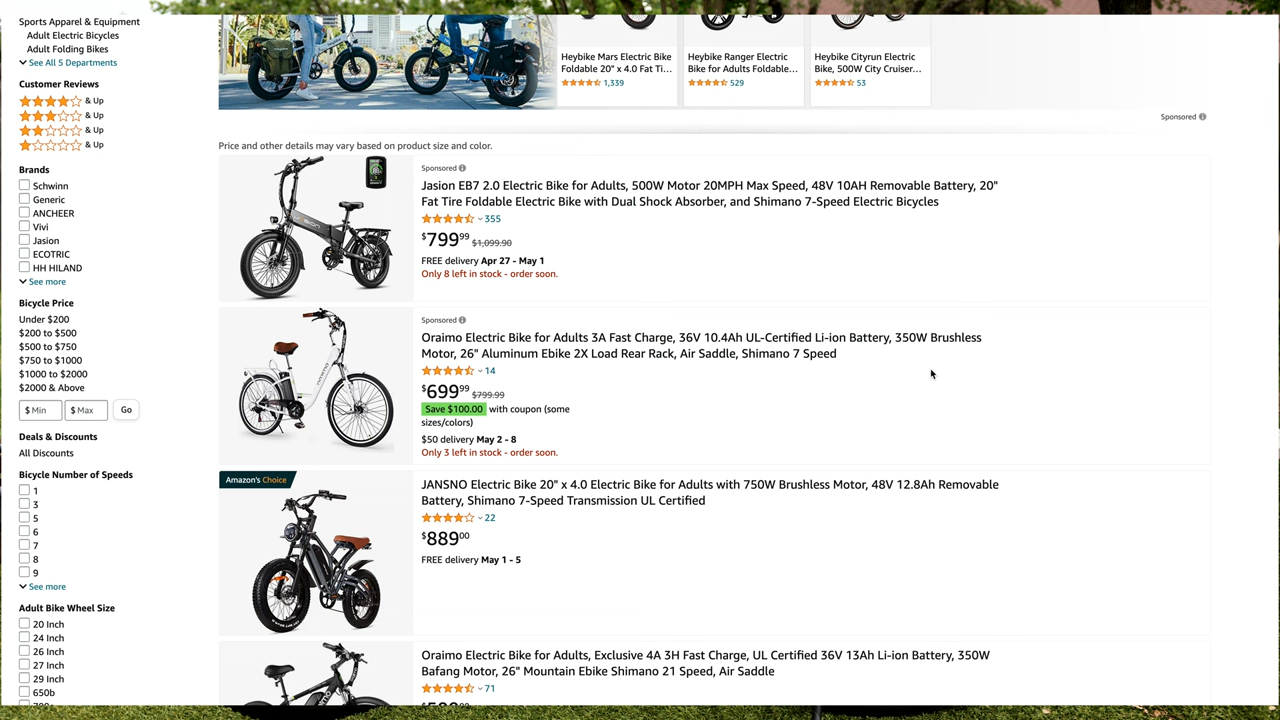 Sports Apparel & Equipment
Adult Electric Bicycles
Adult Folding Bikes
See All 5 Departments
Customer Reviews
& Up
& Up
& Up
& Up
Brands
Schwinn
Generic
ANCHEER
Vivi
Jasion
ECOTRIC
HH HILAND
See more
Bicycle Price
Under $200
$200 to $500
$500 to $750
$750 to $1000
$1000 to $2000
$2000 & Above
$ Min $ Max Go
Deals & Discounts
All Discounts
Bicycle Number of Speeds
1
3
5
6
7
8
9
See more
Adult Bike Wheel Size
20 Inch
24 Inch
26 Inch
27 Inch
29 Inch
650b
Heybike Mars Electric Bike
Foldable 20" x 4.0 Fat Ti...
1,339
Heybike Ranger Electric
Bike for Adults Foldable...
529
Heybike Cityrun Electric
Bike, 500W City Cruiser...
53
Sponsored
Price and other details may vary based on product size and color.
Sponsored
Jasion EB7 2.0 Electric Bike for Adults, 500W Motor 20MPH Max Speed, 48V 10AH Removable Battery, 20"
Fat Tire Foldable Electric Bike with Dual Shock Absorber, and Shimano 7-Speed Electric Bicycles
355
$799.99 $1,099.90
FREE delivery Apr 27 - May 1
Only 8 left in stock - order soon.
Sponsored
Oraimo Electric Bike for Adults 3A Fast Charge, 36V 10.4Ah UL-Certified Li-ion Battery, 350W Brushless
Motor, 26" Aluminum Ebike 2X Load Rear Rack, Air Saddle, Shimano 7 Speed
14
$699.99 $799.99
Save $100.00 with coupon (some
sizes/colors)
$50 delivery May 2 - 8
Only 3 left in stock - order soon.
Amazon's Choice
JANSNO Electric Bike 20" x 4.0 Electric Bike for Adults with 750W Brushless Motor, 48V 12.8Ah Removable
Battery, Shimano 7-Speed Transmission UL Certified
22
$889.00
FREE delivery May 1 - 5
Oraimo Electric Bike for Adults, Exclusive 4A 3H Fast Charge, UL Certified 36V 13Ah Li-ion Battery, 350W
Bafang Motor, 26" Mountain Ebike Shimano 21 Speed, Air Saddle
71